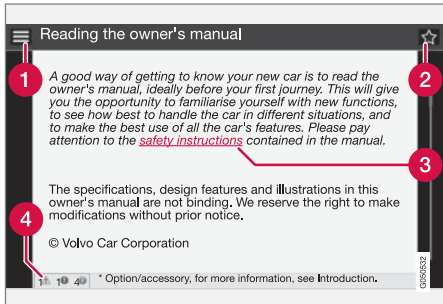 Reading the owner's manual
1
2
A good way of getting to know your new car is to read the
owner's manual, ideally before your first journey. This will give
you the opportunity to familiarise yourself with new functions,
to see how best to handle the car in different situations, and
to make the best use of all the car's features. Please pay
attention to the safety instructions contained in the manual.
3
The specifications, design features and illustrations in this
owner's manual are not binding. We reserve the right to make
modifications without prior notice.
4
© Volvo Car Corporation
1 1 4 * Option/accessory, for more information, see Introduction.
G050532